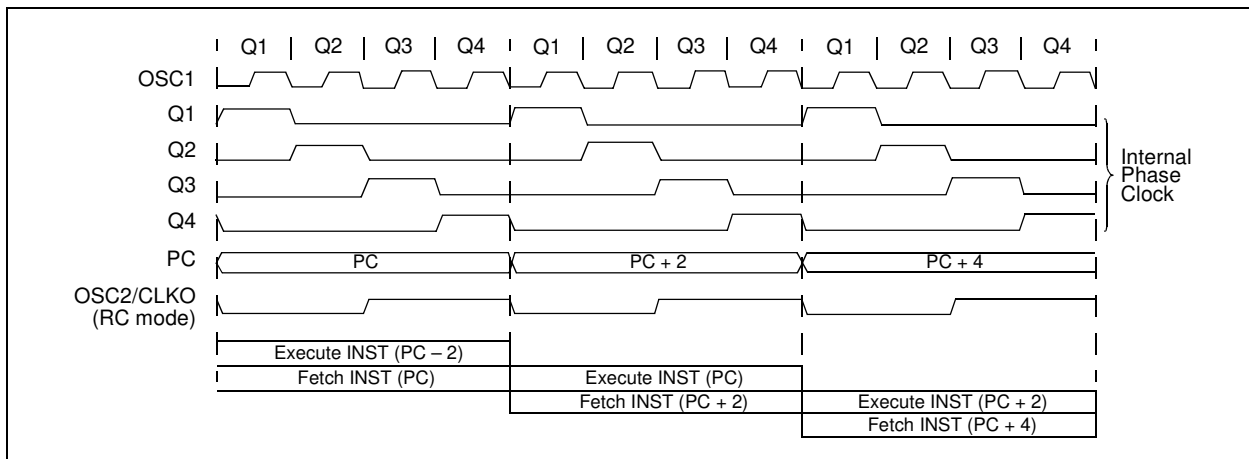 Q1 Q2 Q3 Q4 Q1 Q2 Q3 Q4 Q1 Q2 Q3 Q4
OSC1
Q1
Q2
Q3
Q4
Internal
Phase
Clock
PC PC PC + 2 PC + 4
OSC2/CLKO
(RC mode)
Execute INST (PC – 2)
Fetch INST (PC) Execute INST (PC)
Fetch INST (PC + 2) Execute INST (PC + 2)
Fetch INST (PC + 4)